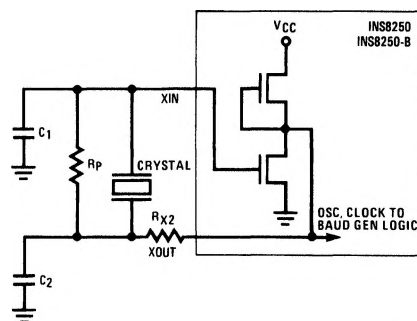 VCC
INS8250
INS8250-B
XIN
C1
RP
CRYSTAL
RX2
XOUT
OSC, CLOCK TO
BAUD GEN LOGIC
C2